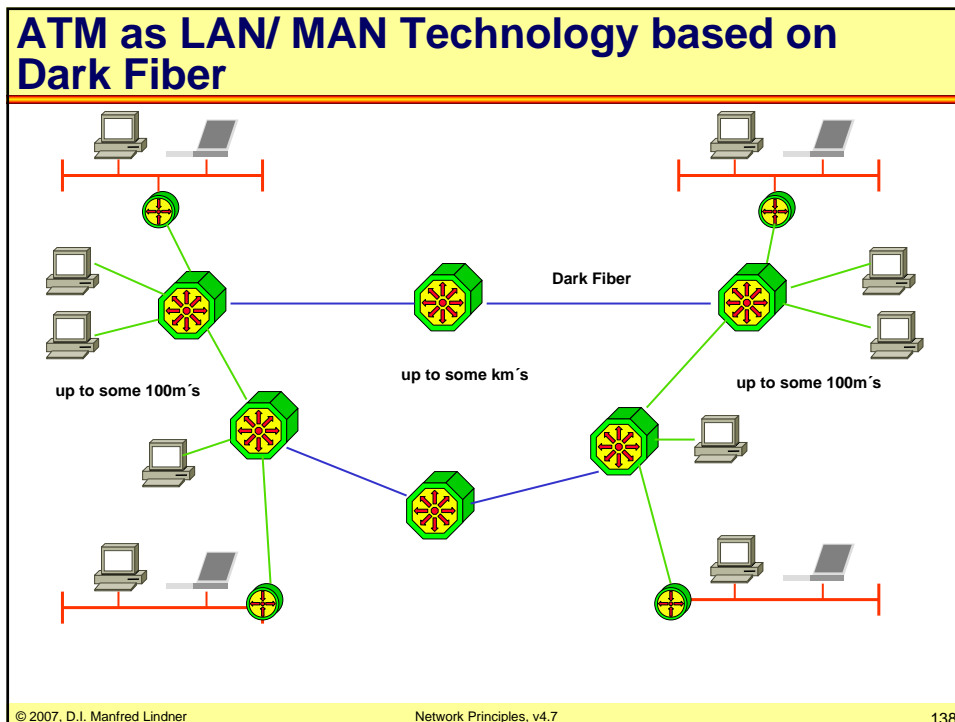 ATM as LAN/ MAN Technology based on
Dark Fiber
Dark Fiber
up to some 100m´s
up to some km´s
up to some 100m´s
© 2007, D.I. Manfred Lindner
Network Principles, v4.7
138